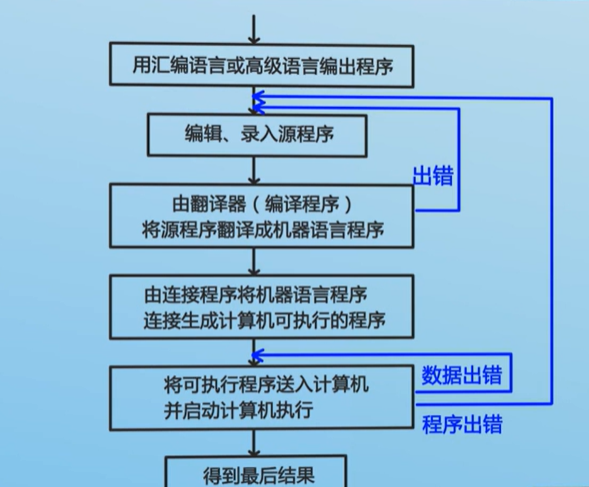 用汇编语言或高级语言编出程序
编辑、录入源程序
出错
由翻译器（编译程序）
将源程序翻译成机器语言程序
由连接程序将机器语言程序
连接生成计算机可执行的程序
将可执行程序送入计算机
并启动计算机执行
数据出错
程序出错
得到最后结果